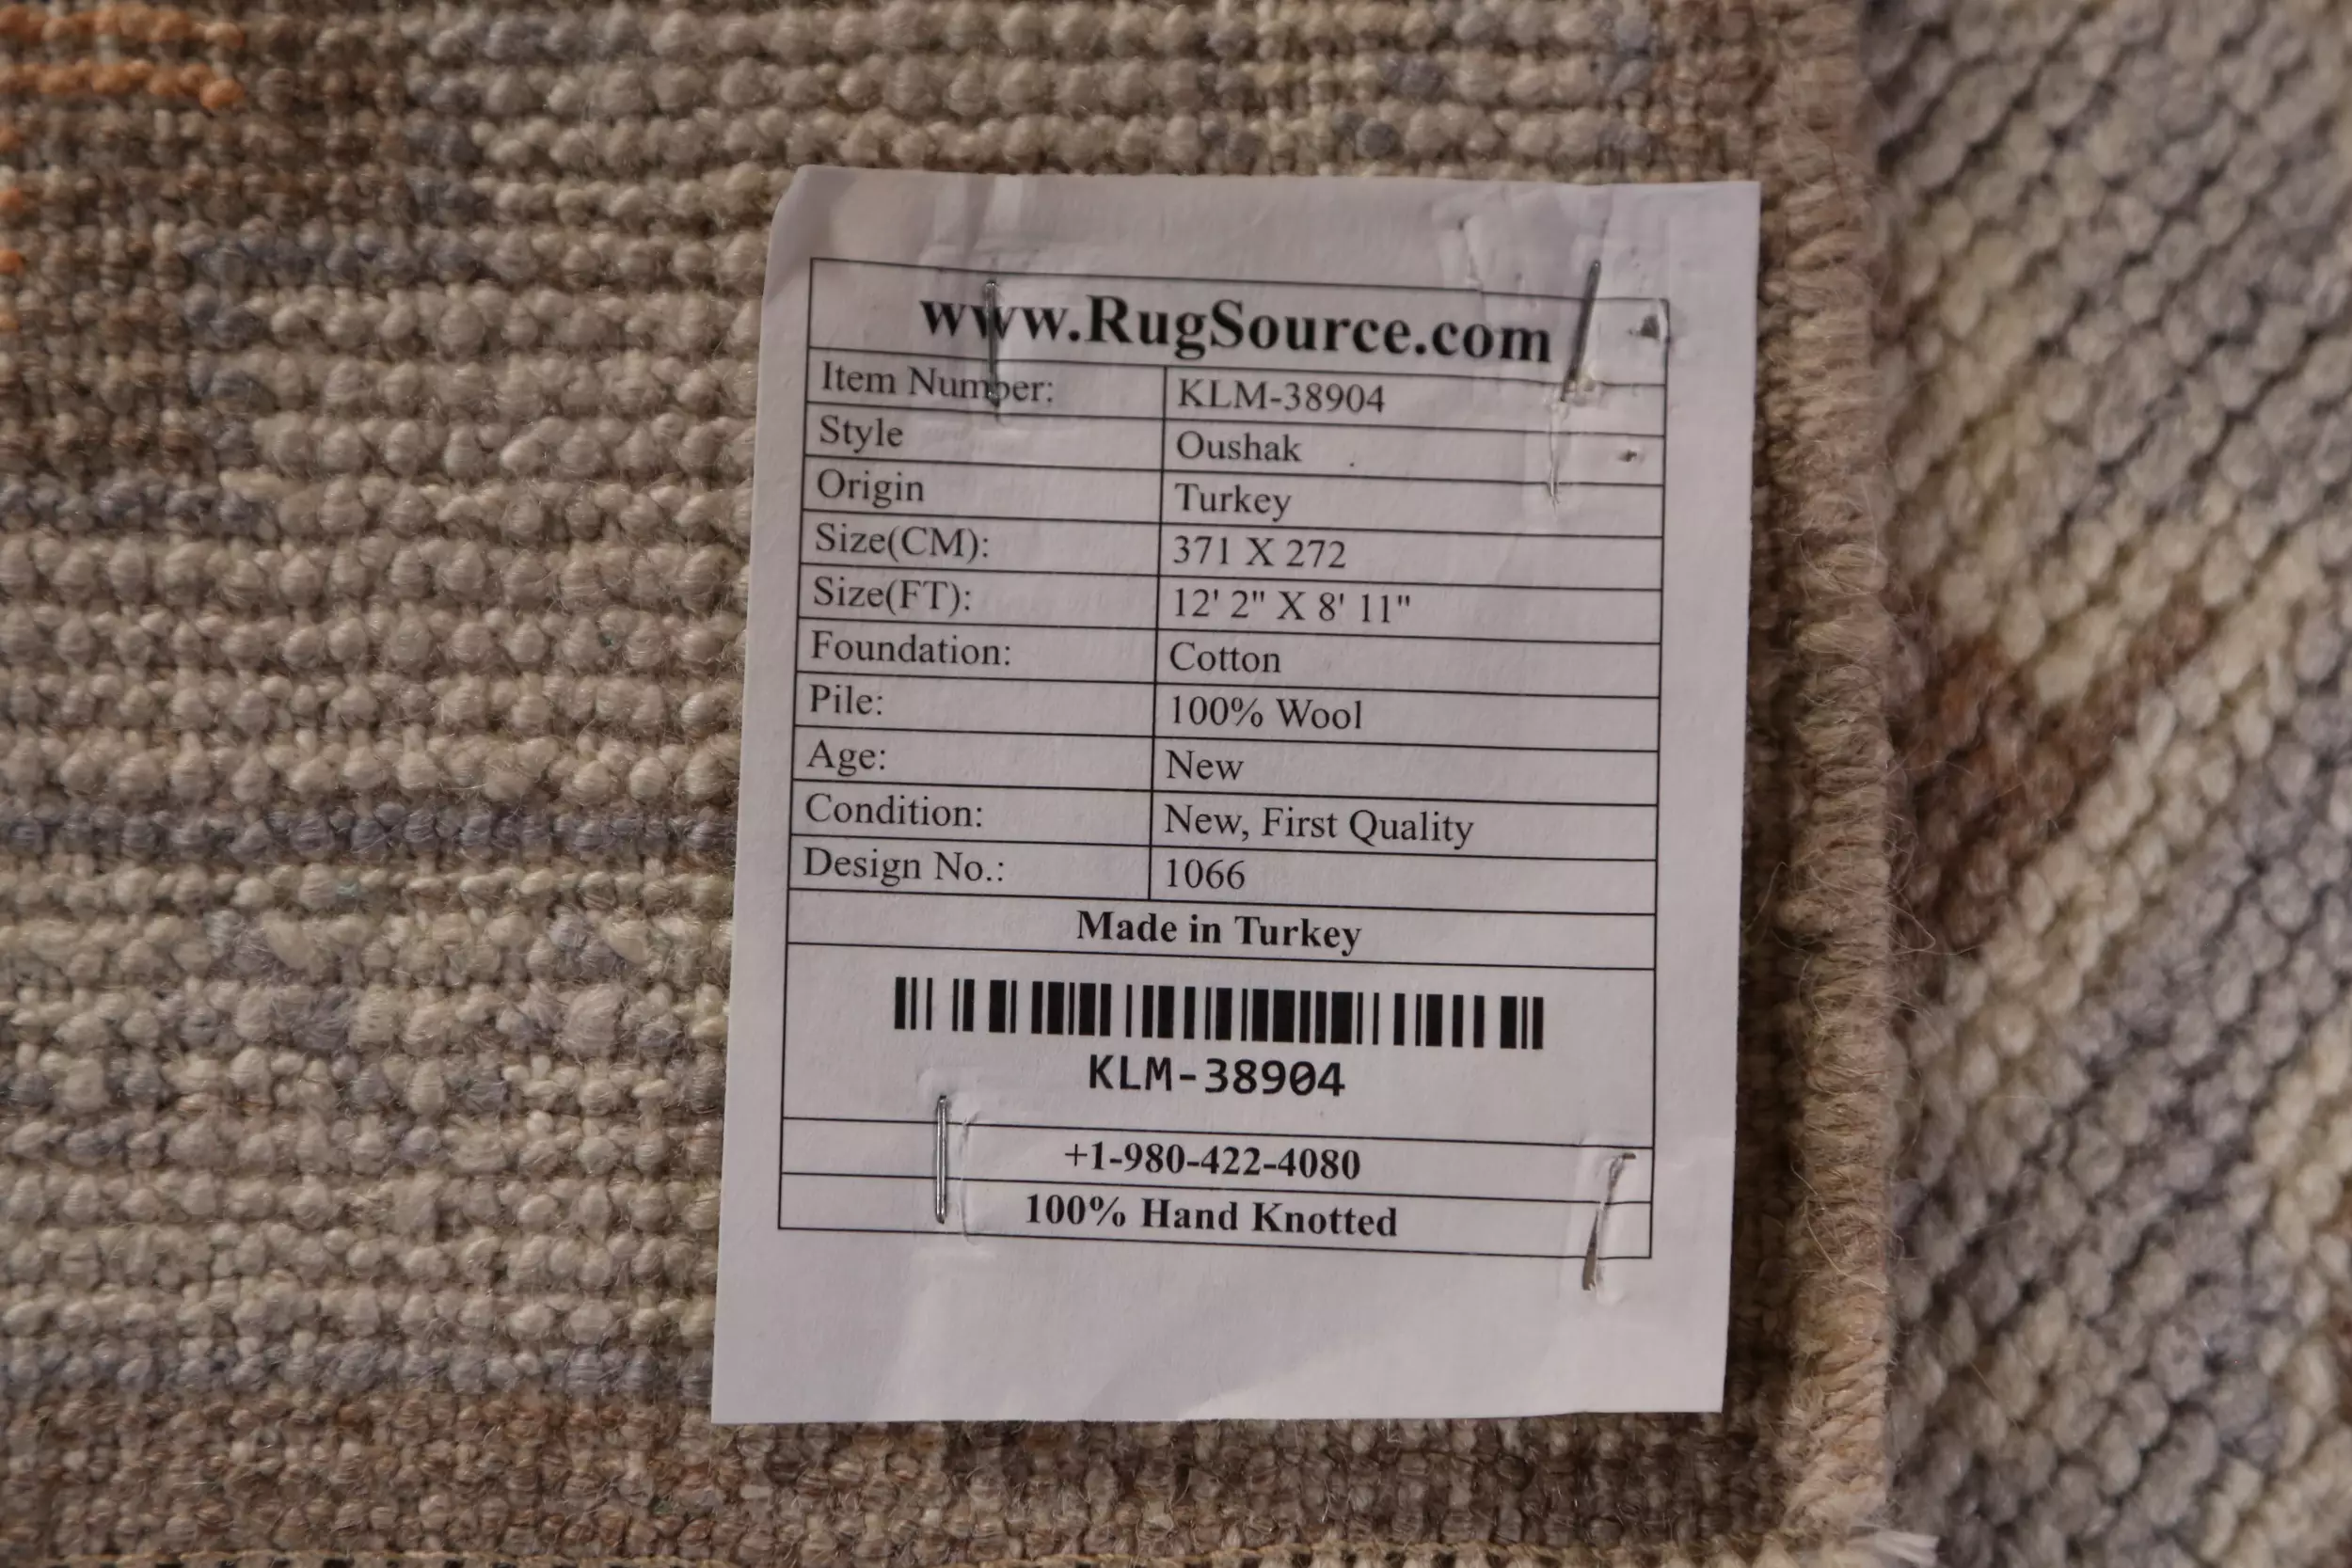 www.RugSource.com
Item Number: KLM-38904
Style Oushak
Origin Turkey
Size(CM): 371 X 272
Size(FT): 12' 2" X 8' 11"
Foundation: Cotton
Pile: 100% Wool
Age: New
Condition: New, First Quality
Design No.: 1066
Made in Turkey
KLM-38904
+1-980-422-4080
100% Hand Knotted